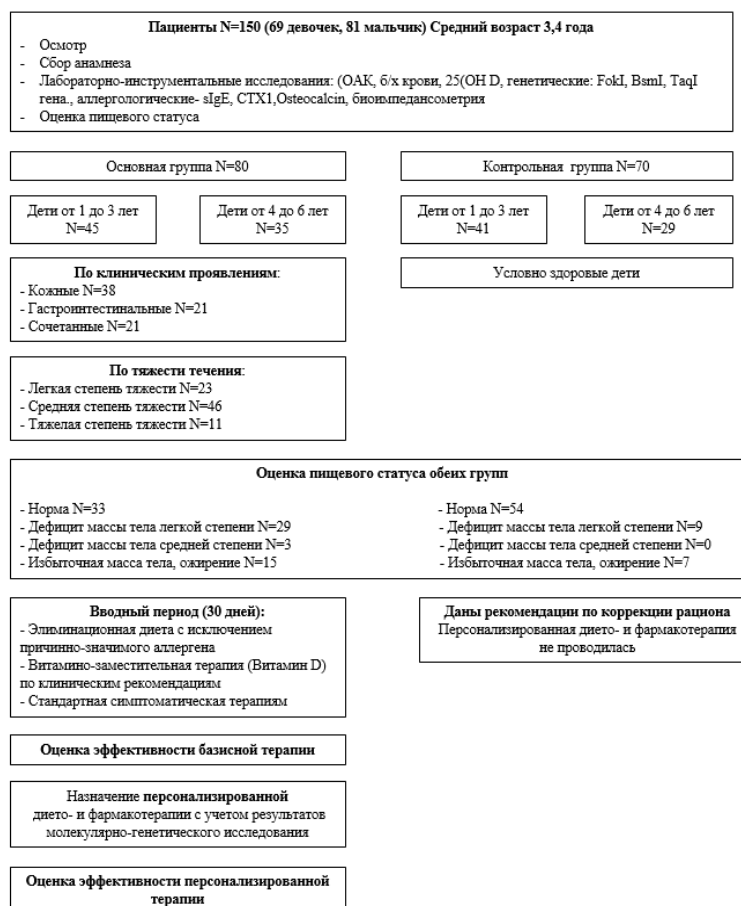 Пациенты N=150 (69 девочек, 81 мальчик) Средний возраст 3,4 года
- Осмотр
- Сбор анамнеза
- Лабораторно-инструментальные исследования: (ОАК, б/х крови, 25(OH D, генетические: FokI, BsmI, TaqI
гена., аллергологические- sIgE, CTX1,Osteocalcin, биоимпедансометрия
- Оценка пищевого статуса
Основная группа N=80
Контрольная группа N=70
Дети от 1 до 3 лет
N=45
Дети от 4 до 6 лет
N=35
Дети от 1 до 3 лет
N=41
Дети от 4 до 6 лет
N=29
По клиническим проявлениям:
- Кожные N=38
- Гастроинтестинальные N=21
- Сочетанные N=21
Условно здоровые дети
По тяжести течения:
- Легкая степень тяжести N=23
- Средняя степень тяжести N=46
- Тяжелая степень тяжести N=11
Оценка пищевого статуса обеих групп
- Норма N=33
- Дефицит массы тела легкой степени N=29
- Дефицит массы тела средней степени N=3
- Избыточная масса тела, ожирение N=15
- Норма N=54
- Дефицит массы тела легкой степени N=9
- Дефицит массы тела средней степени N=0
- Избыточная масса тела, ожирение N=7
Вводный период (30 дней):
- Элиминационная диета с исключением
причинно-значимого аллергена
- Витамино-заместительная терапия (Витамин D)
по клиническим рекомендациям
- Стандартная симптоматическая терапиям
Даны рекомендации по коррекции рациона
Персонализированная дието- и фармакотерапия
не проводилась
Оценка эффективности базисной терапии
Назначение персонализированной
дието- и фармакотерапии с учетом результатов
молекулярно-генетического исследования
Оценка эффективности персонализированной
терапии